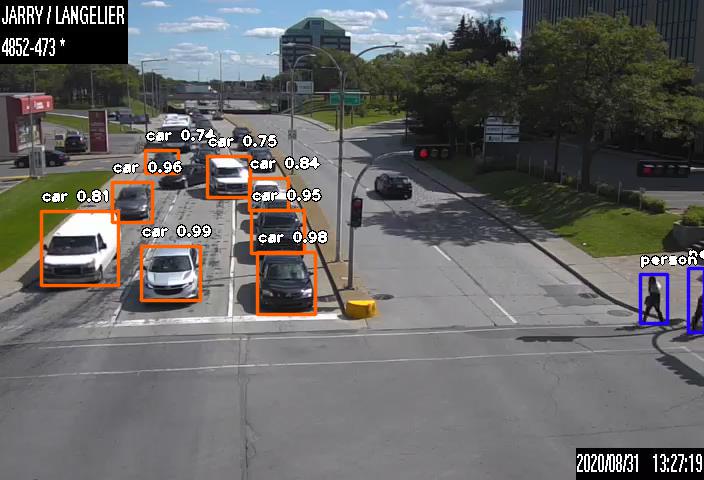 JARRY / LANGELIER
4852-473 *
car 0.74
car 0.75
car 0.96
car 0.84
car 0.81
car 0.95
car 0.99
car 0.98
person
2020/08/31 13:27:19